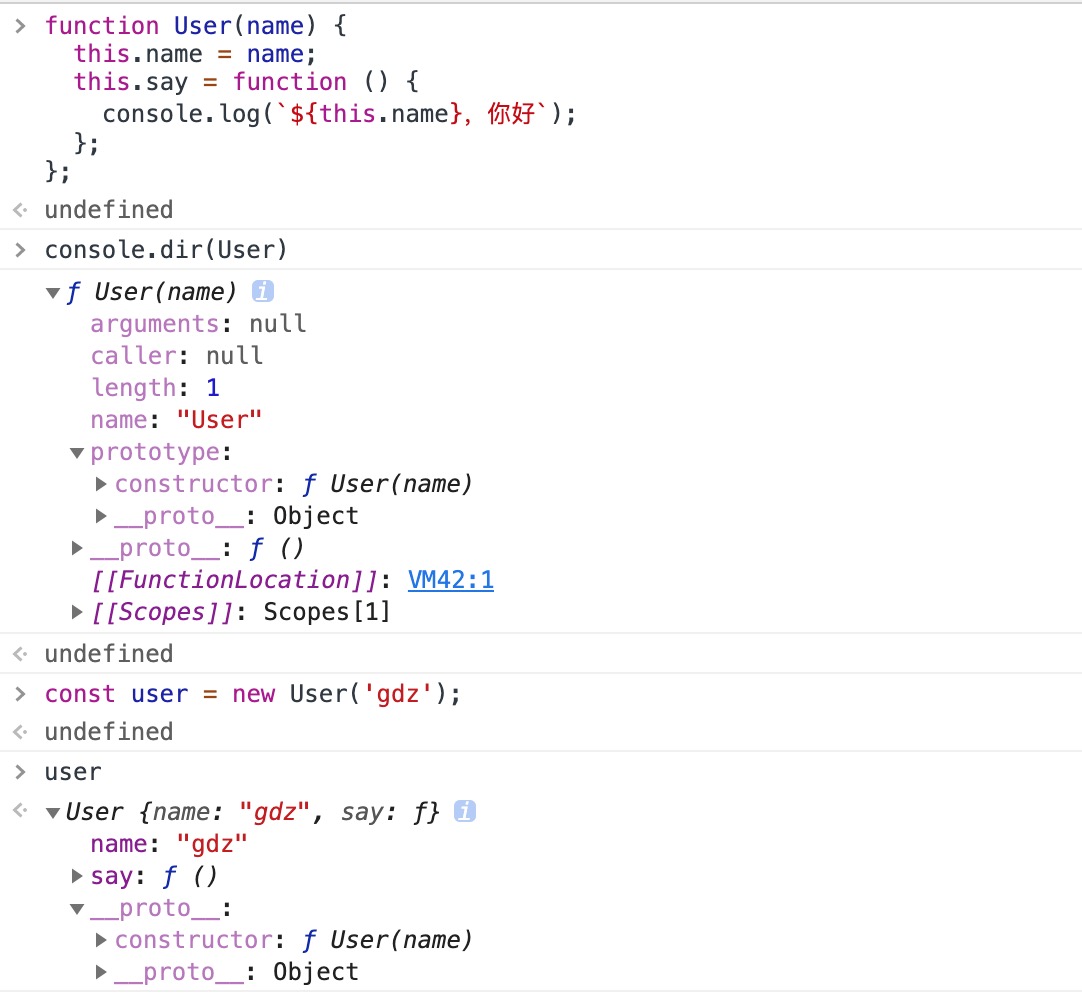 function User(name) {
this.name = name;
this.say = function () {
console.log(`${this.name}, 你好`);
};
};
undefined
console.dir(User)
ƒ User(name) i
arguments: null
caller: null
length: 1
name: "User"
prototype:
constructor: ƒ User(name)
__proto__: Object
__proto__: ƒ ()
[[FunctionLocation]]: VM42:1
[[Scopes]]: Scopes[1]
undefined
const user = new User('gdz');
undefined
user
User {name: "gdz", say: ƒ} i
name: "gdz"
say: ƒ ()
__proto__:
constructor: ƒ User(name)
__proto__: Object